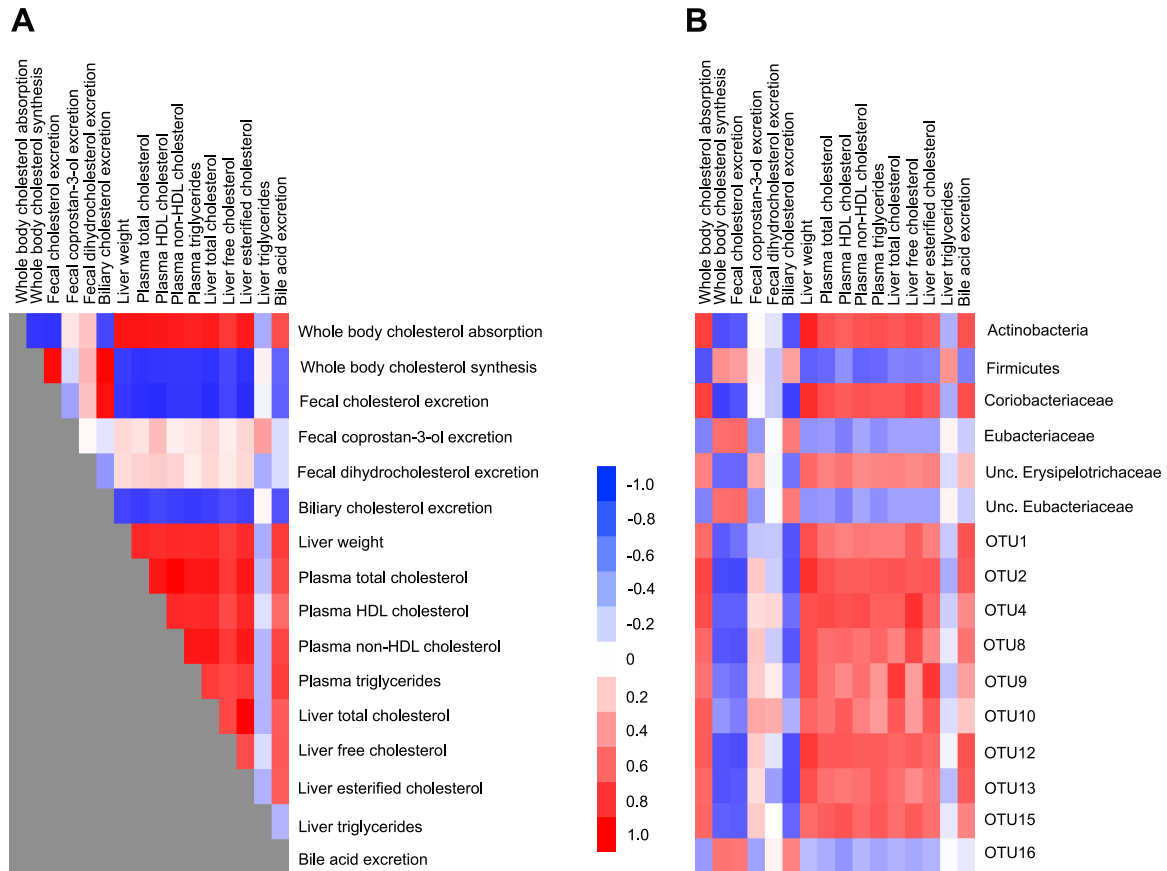 A
B
Whole body cholesterol absorption
Whole body cholesterol synthesis
Fecal cholesterol excretion
Fecal coprostan-3-ol excretion
Fecal dihydrocholesterol excretion
Biliary cholesterol excretion
Liver weight
Plasma total cholesterol
Plasma HDL cholesterol
Plasma non-HDL cholesterol
Plasma triglycerides
Liver total cholesterol
Liver free cholesterol
Liver esterified cholesterol
Liver triglycerides
Bile acid excretion
Whole body cholesterol absorption
Whole body cholesterol synthesis
Fecal cholesterol excretion
Fecal coprostan-3-ol excretion
Fecal dihydrocholesterol excretion
Biliary cholesterol excretion
Liver weight
Plasma total cholesterol
Plasma HDL cholesterol
Plasma non-HDL cholesterol
Plasma triglycerides
Liver total cholesterol
Liver free cholesterol
Liver esterified cholesterol
Liver triglycerides
Bile acid excretion
-1.0
-0.8
-0.6
-0.4
-0.2
0
0.2
0.4
0.6
0.8
1.0
Whole body cholesterol absorption
Whole body cholesterol synthesis
Fecal cholesterol excretion
Fecal coprostan-3-ol excretion
Fecal dihydrocholesterol excretion
Biliary cholesterol excretion
Liver weight
Plasma total cholesterol
Plasma HDL cholesterol
Plasma non-HDL cholesterol
Plasma triglycerides
Liver total cholesterol
Liver free cholesterol
Liver esterified cholesterol
Liver triglycerides
Bile acid excretion
Actinobacteria
Firmicutes
Coriobacteriaceae
Eubacteriaceae
Unc. Erysipelotrichaceae
Unc. Eubacteriaceae
OTU1
OTU2
OTU4
OTU8
OTU9
OTU10
OTU12
OTU13
OTU15
OTU16